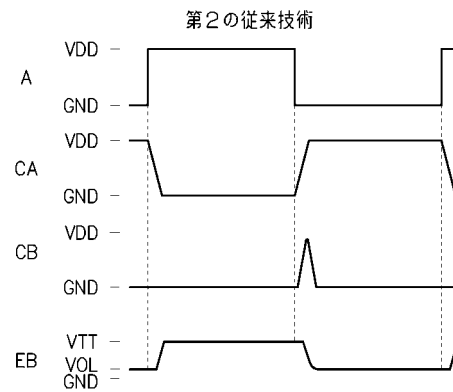 第2の従来技術
VDD
A
GND
VDD
CA
GND
VDD
CB
GND
VTT
EB
VOL
GND